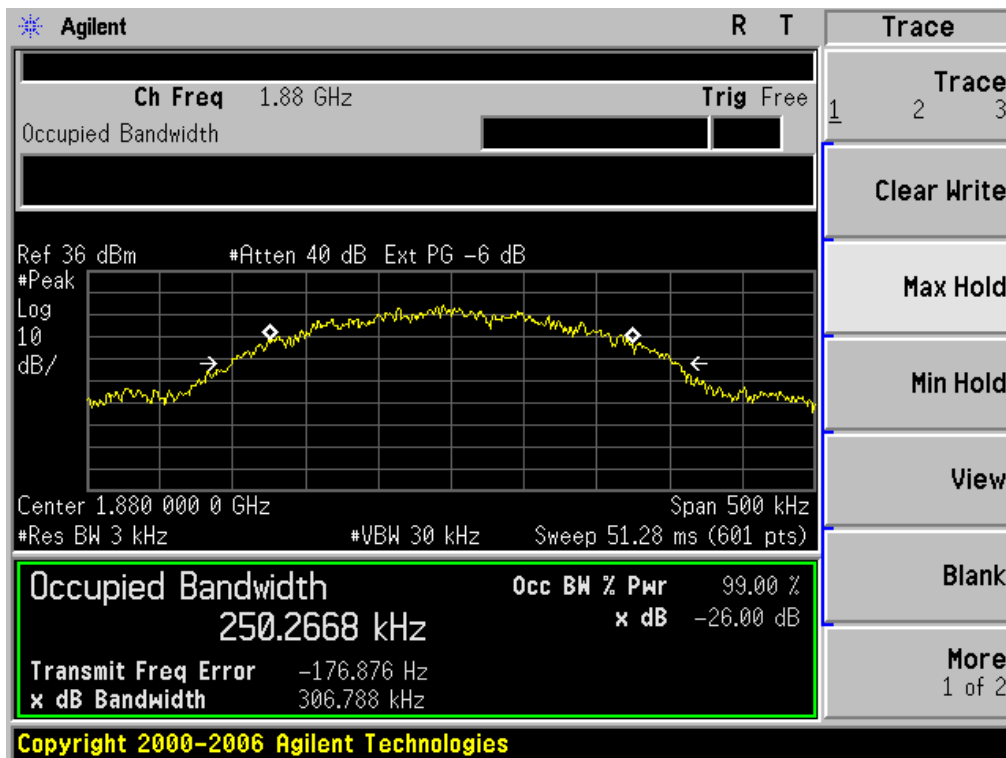 Agilent R T Trace
Ch Freq 1.88 GHz Trig Free
Occupied Bandwidth
Trace
1 2 3
Clear Write
Max Hold
Min Hold
View
Blank
More
1 of 2
Ref 36 dBm #Atten 40 dB Ext PG -6 dB
#Peak
Log
10
dB/
Center 1.880 000 0 GHz Span 500 kHz
#Res BW 3 kHz #VBW 30 kHz Sweep 51.28 ms (601 pts)
Occupied Bandwidth Occ BW % Pwr 99.00 %
250.2668 kHz x dB -26.00 dB
Transmit Freq Error -176.876 Hz
x dB Bandwidth 306.788 kHz
Copyright 2000-2006 Agilent Technologies